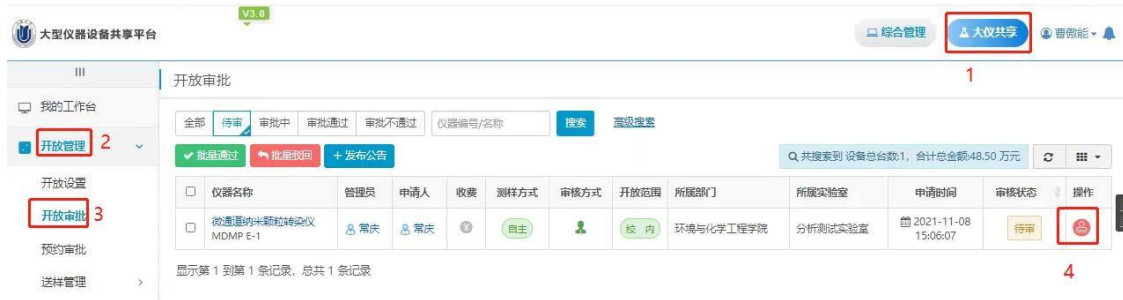 V3.0
大型仪器设备共享平台
综合管理
大仪共享
曹傲能
1
开放审批
我的工作台
全部 待审 审批中 审批通过 审批不通过 仪器编号/名称 搜索 高级搜索
开放管理 2
批量通过 批量驳回 +发布公告
共搜索到 设备总台数:1, 合计总金额:48.50 万元
开放设置
仪器名称 管理员 申请人 收费 测样方式 审核方式 开放范围 所属部门 所属实验室 申请时间 审核状态 操作
开放审批 3
微通道纳米颗粒转染仪
MDMP E-1
常庆 常庆 自主 校 内 环境与化学工程学院 分析测试实验室
2021-11-08
15:06:07
待审
预约审批
显示第 1 到第 1 条记录, 总共 1 条记录
4
送样管理